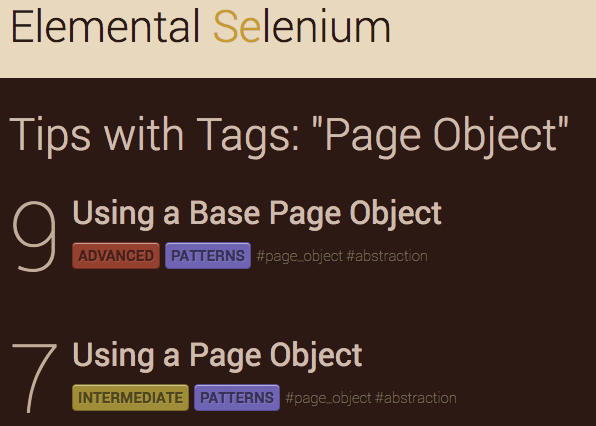 Elemental Selenium
Tips with Tags: "Page Object"
9 Using a Base Page Object
ADVANCED PATTERNS #page_object #abstraction
7 Using a Page Object
INTERMEDIATE PATTERNS #page_object #abstraction